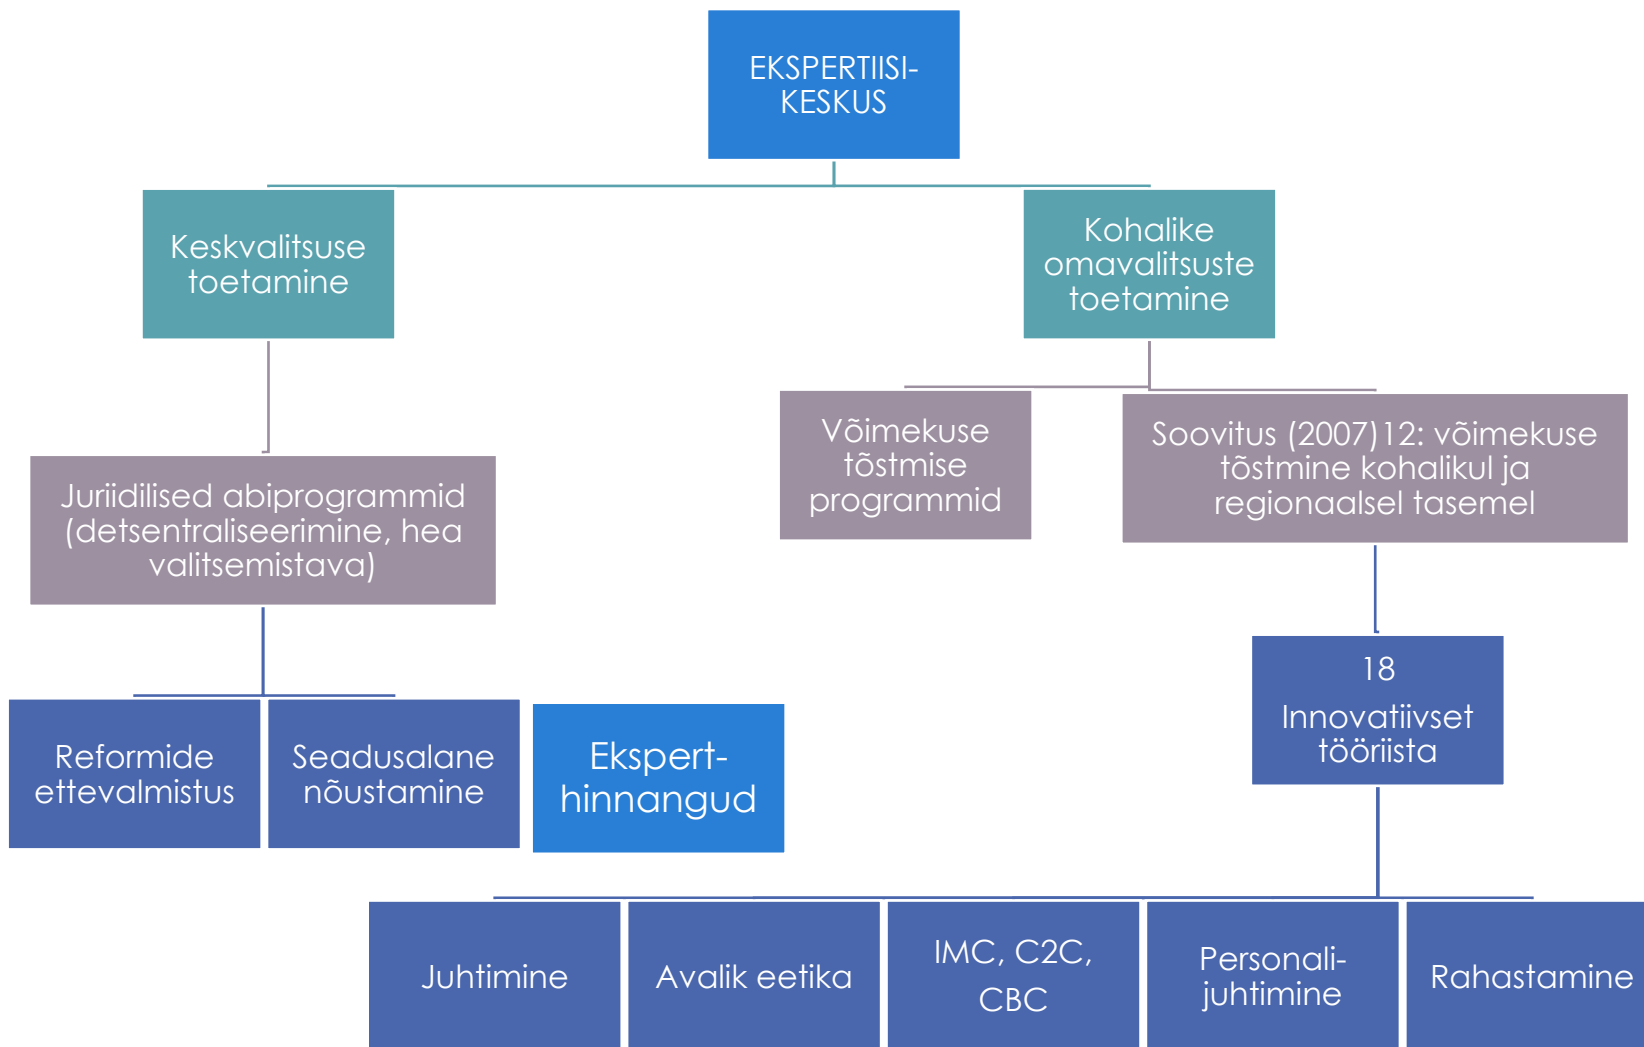 EKSPERTIISI-
KESKUS
Keskvalitsuse
toetamine
Kohalike
omavalitsuste
toetamine
Juriidilised abiprogrammid
(detsentraliseerimine, hea
valitsemistava)
Võimekuse
tõstmise
programmid
Soovitus (2007)12: võimekuse
tõstmine kohalikul ja
regionaalsel tasemel
Reformide
ettevalmistus
Seadusalane
nõustamine
Ekspert-
hinnangud
18
Innovatiivset
tööriista
Juhtimine
Avalik eetika
IMC, C2C,
CBC
Personali-
juhtimine
Rahastamine